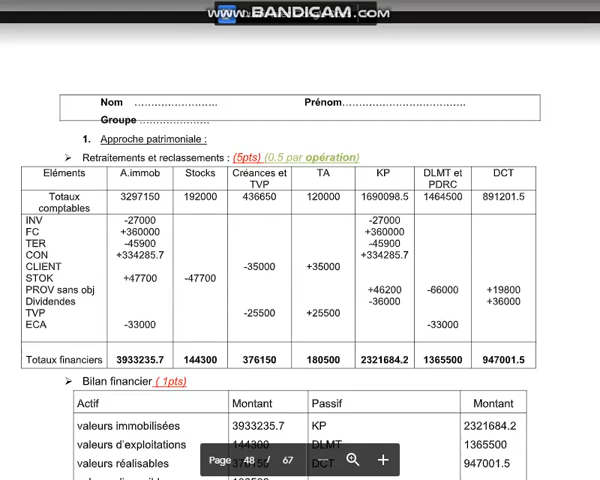 WWW.BANDICAM.COM
Nom …………………….. Prénom……………………………….
Groupe …………………
1. Approche patrimoniale :
➢ Retraitements et reclassements : (5pts) (0.5 par opération)
Eléments A.immob Stocks Créances et TVP TA KP DLMT et PDRC DCT
Totaux comptables 3297150 192000 436650 120000 1690098.5 1464500 891201.5
INV -27000 -27000
FC +360000 +360000
TER -45900 -45900
CON +334285.7 +334285.7
CLIENT -35000 +35000
STOK +47700 -47700
PROV sans obj +46200 -66000 +19800
Dividendes -36000 +36000
TVP -25500 +25500
ECA -33000 -33000
Totaux financiers 3933235.7 144300 376150 180500 2321684.2 1365500 947001.5
➢ Bilan financier ( 1pts)
Actif Montant Passif Montant
valeurs immobilisées 3933235.7 KP 2321684.2
valeurs d'exploitations 144300 DLMT 1365500
valeurs réalisables 376150 DCT 947001.5
Page 48 / 67